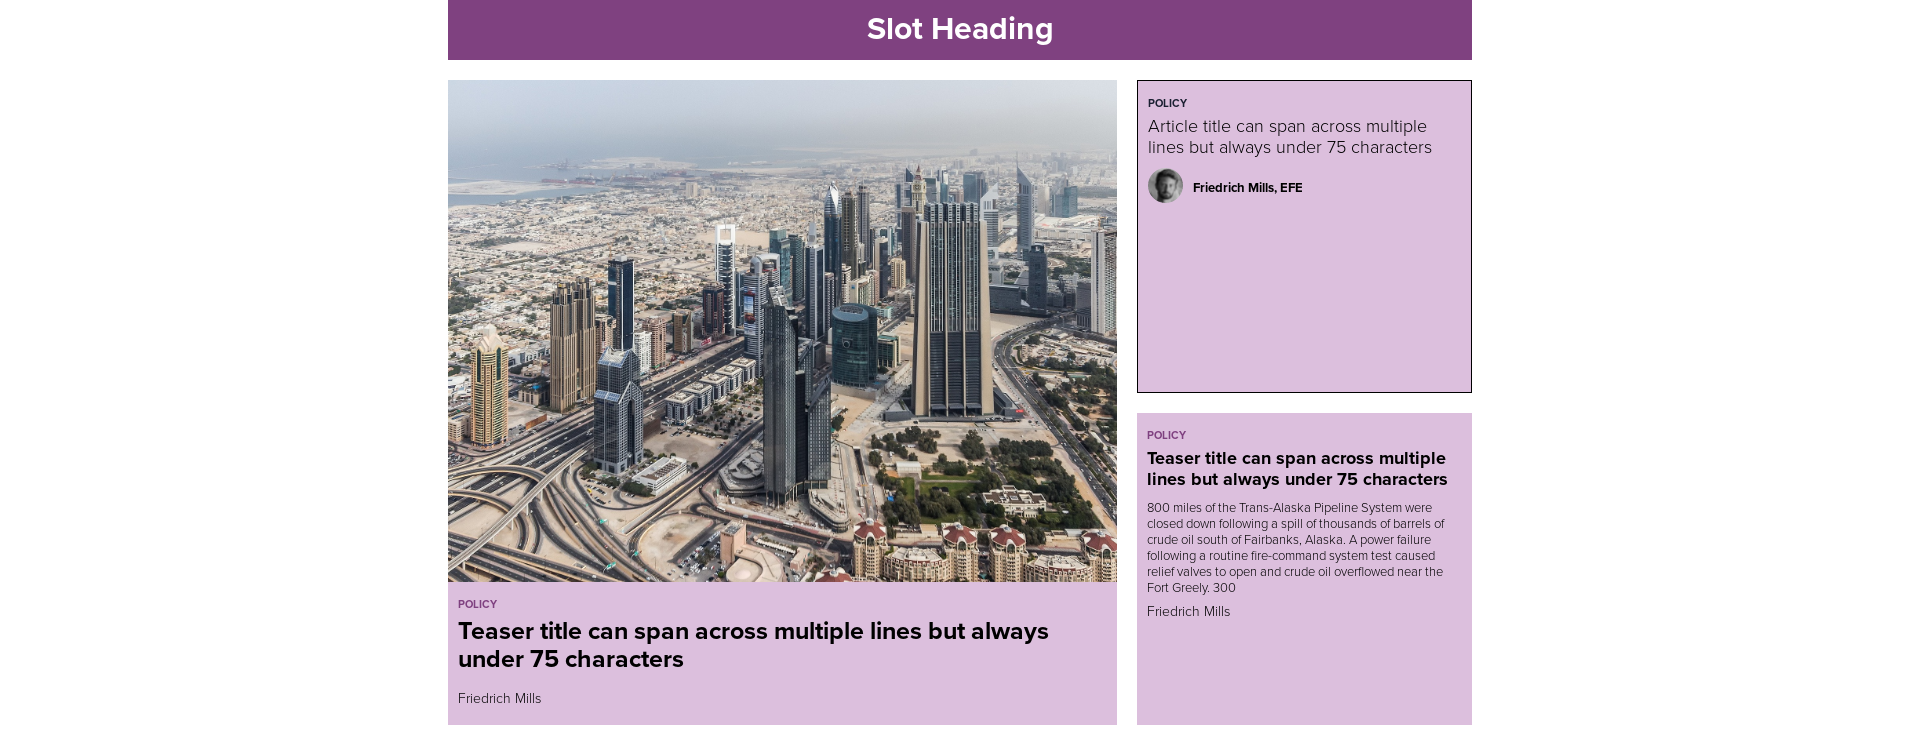 Slot Heading
POLICY
Teaser title can span across multiple lines but always
under 75 characters
Friedrich Mills
POLICY
Article title can span across multiple
lines but always under 75 characters
Friedrich Mills, EFE
POLICY
Teaser title can span across multiple
lines but always under 75 characters
800 miles of the Trans-Alaska Pipeline System were
closed down following a spill of thousands of barrels of
crude oil south of Fairbanks, Alaska. A power failure
following a routine fire-command system test caused
relief valves to open and crude oil overflowed near the
Fort Greely. 300
Friedrich Mills